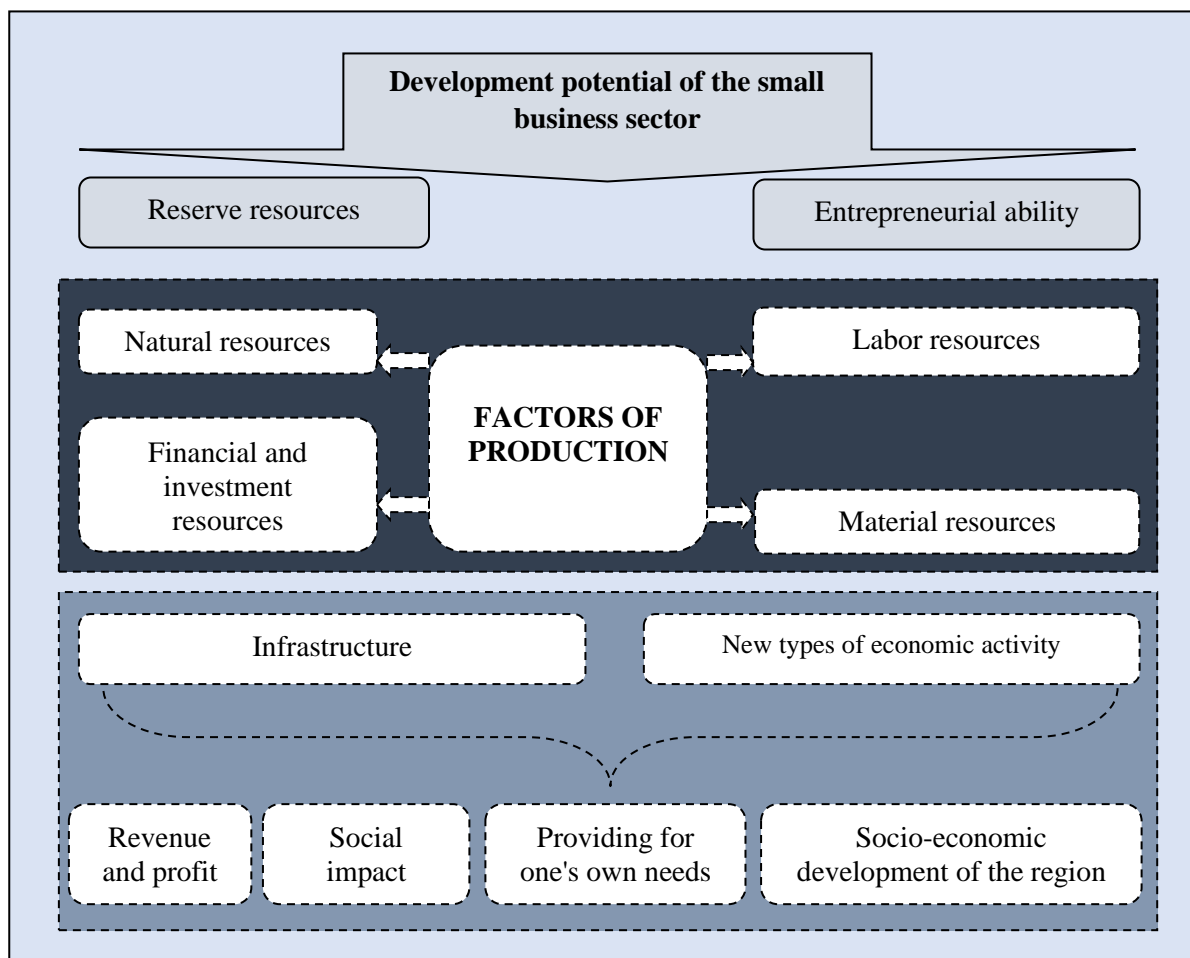 Development potential of the small
business sector
Reserve resources
Entrepreneurial ability
Natural resources
Labor resources
FACTORS OF
PRODUCTION
Financial and
investment
resources
Material resources
Infrastructure
New types of economic activity
Revenue
and profit
Social
impact
Providing for
one's own needs
Socio-economic
development of the region